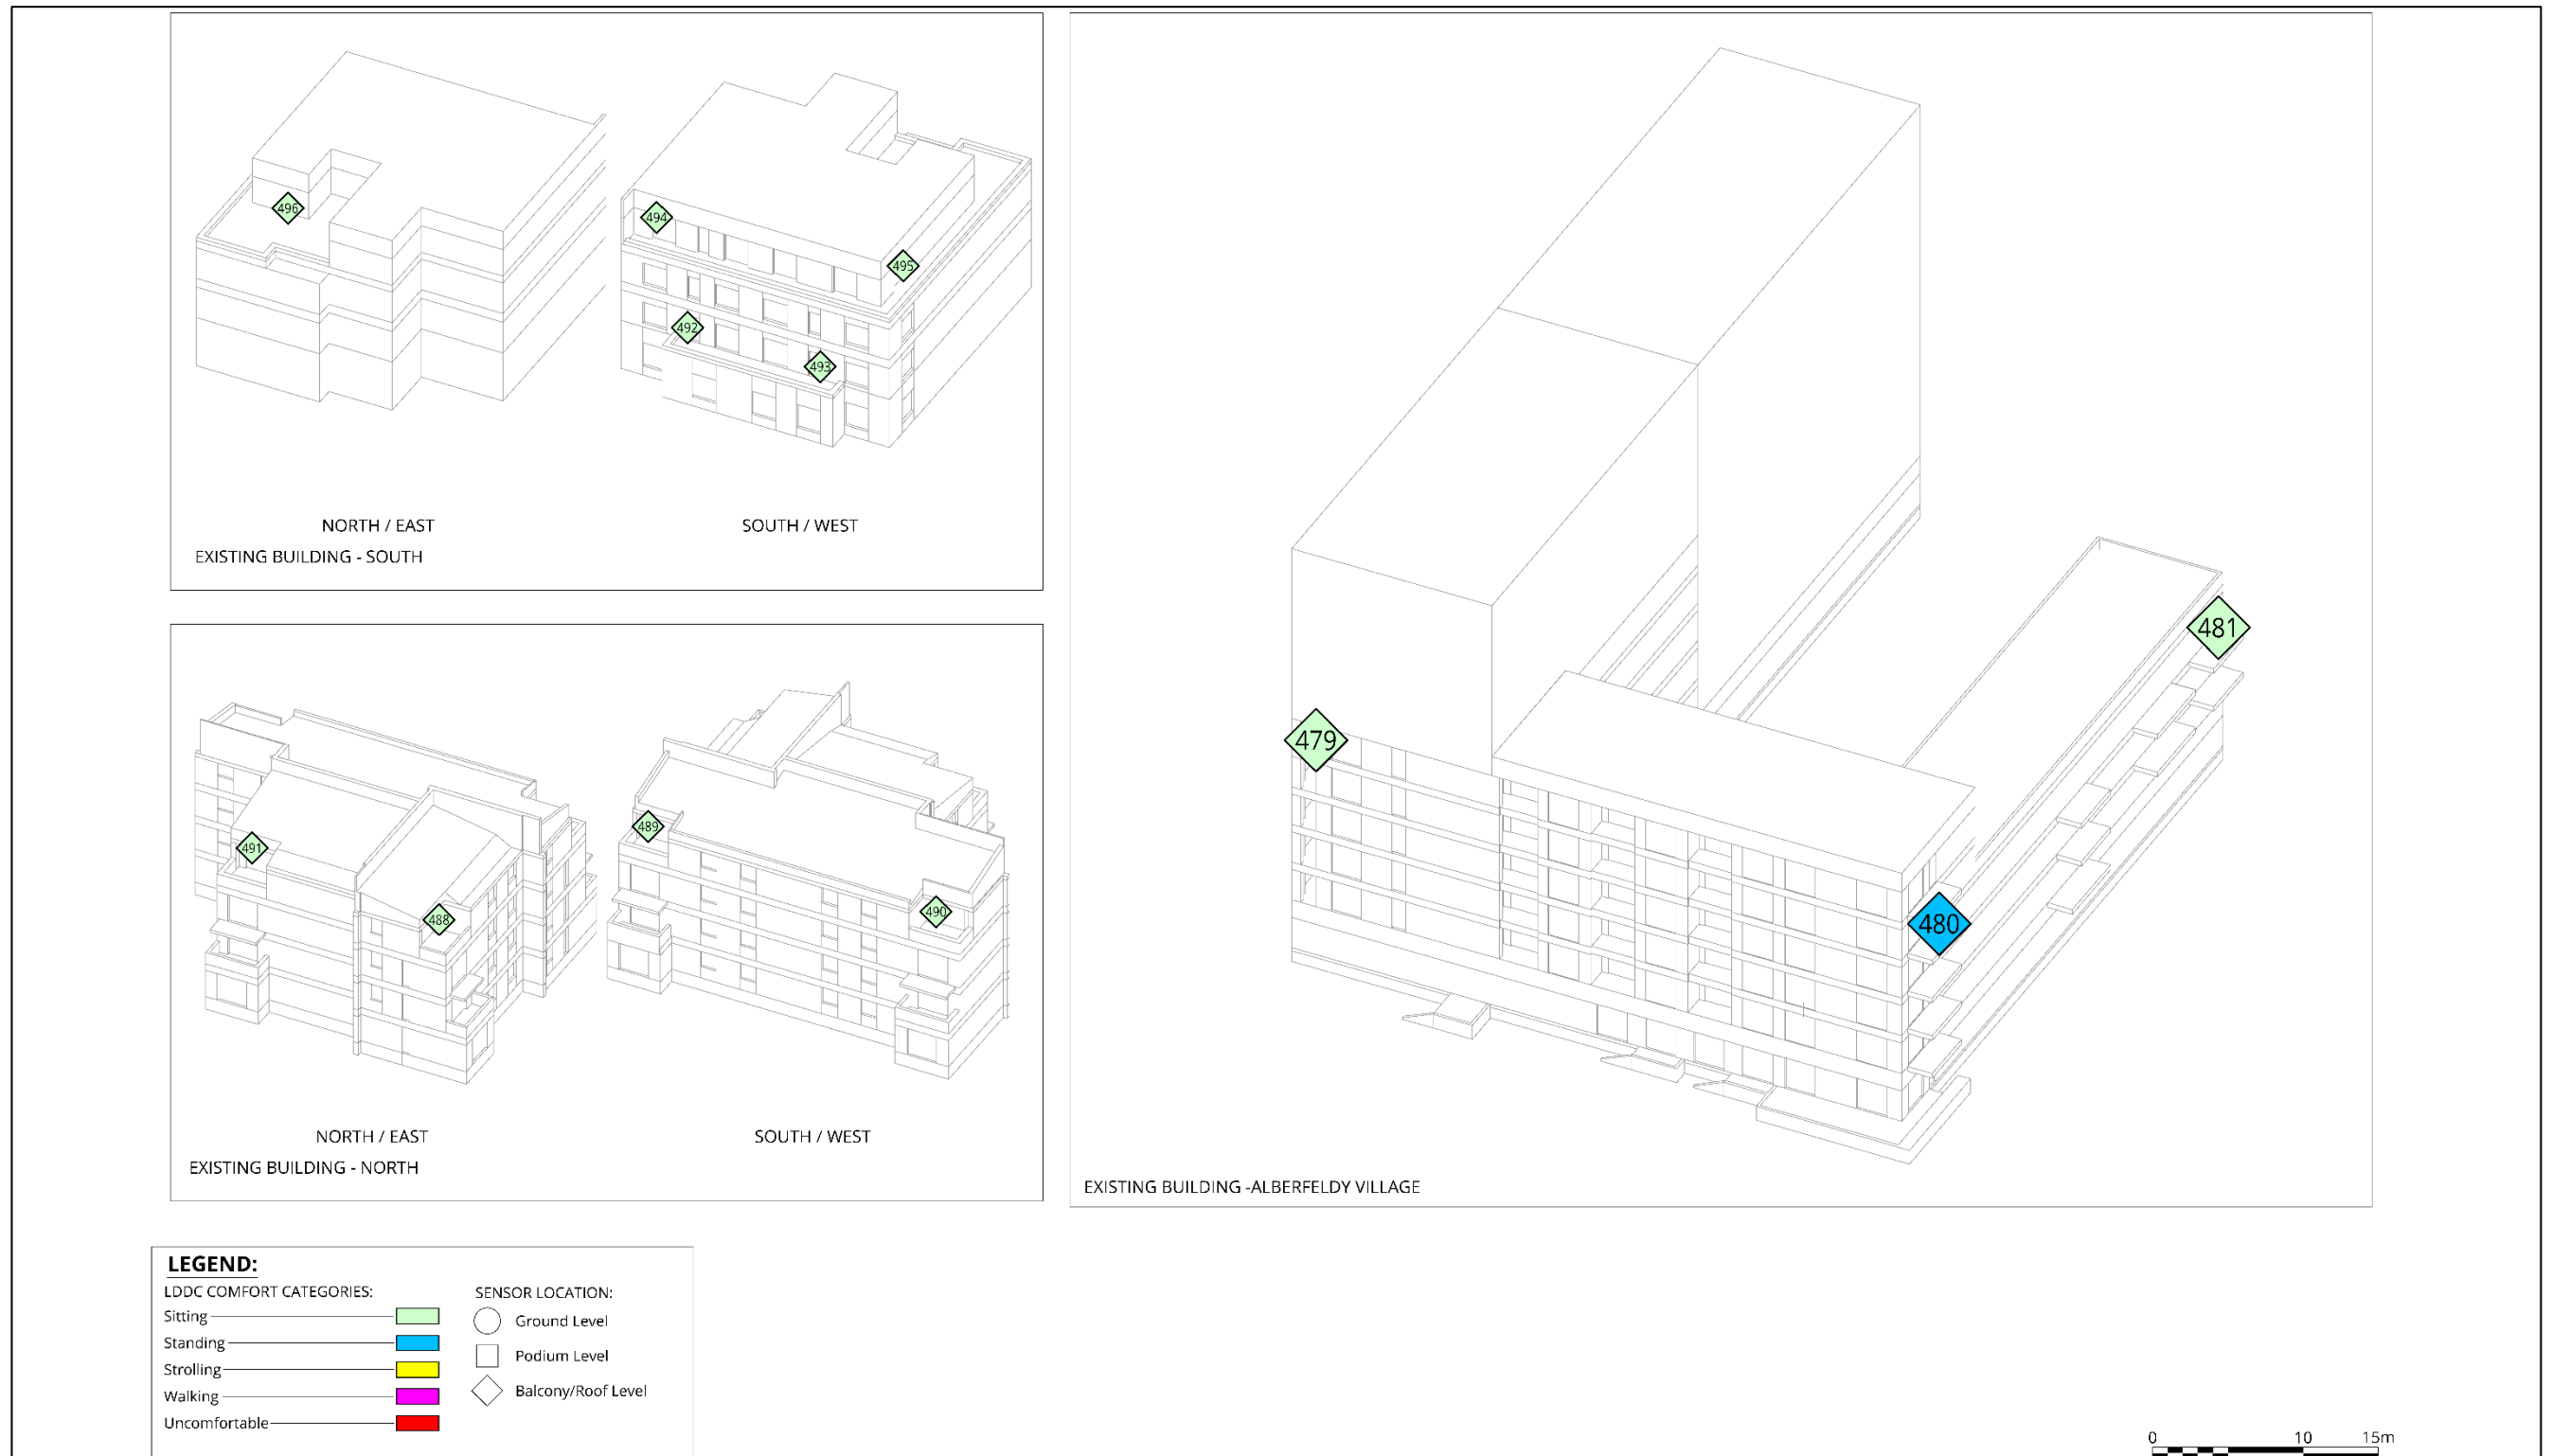 496
494
495
492
493
NORTH / EAST
SOUTH / WEST
EXISTING BUILDING - SOUTH
491
488
489
490
NORTH / EAST
SOUTH / WEST
EXISTING BUILDING - NORTH
481
479
480
EXISTING BUILDING -ALBERFELDY VILLAGE
LEGEND:
LDDC COMFORT CATEGORIES:
Sitting
Standing
Strolling
Walking
Uncomfortable
SENSOR LOCATION:
Ground Level
Podium Level
Balcony/Roof Level
0 10 15m